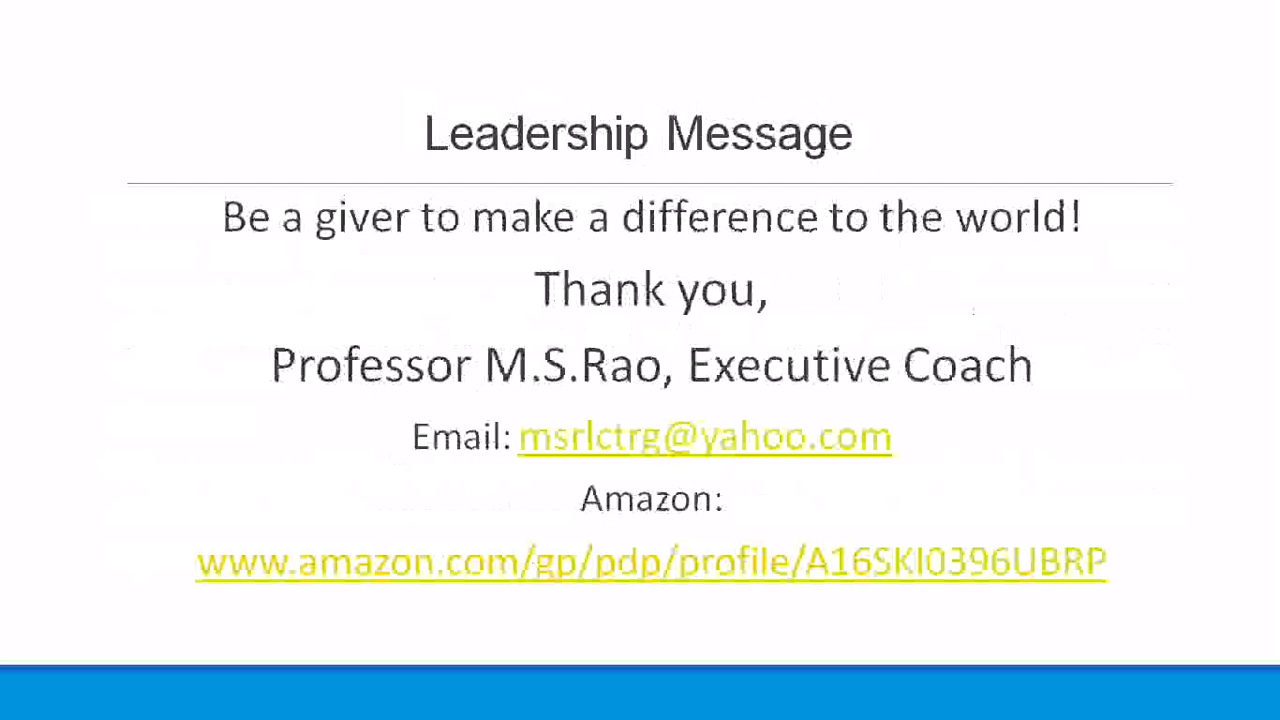 Leadership Message
Be a giver to make a difference to the world!
Thank you,
Professor M.S.Rao, Executive Coach
Email: msrlctrg@yahoo.com
Amazon:
www.amazon.com/gp/pdp/profile/A16SKI0396UBRP